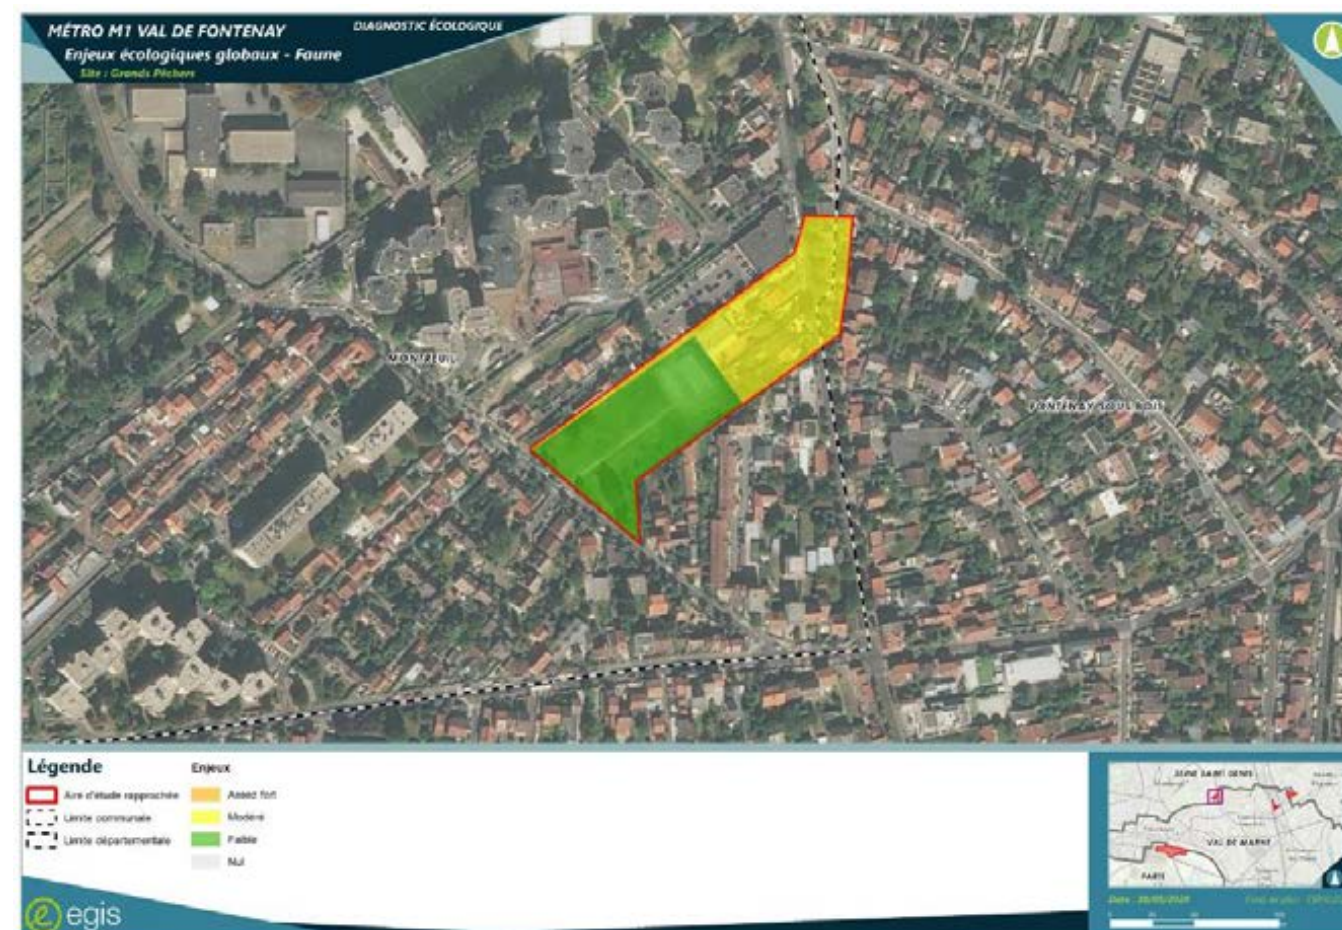 MÉTRO M1 VAL DE FONTENAY
DIAGNOSTIC ÉCOLOGIQUE
Enjeux écologiques globaux - Faune
Site : Grands Pêchers
MONTREUIL
FONTENAY-SOUS-BOIS
Légende
Enjeux
Aire d'étude rapprochée
Limite communale
Limite départementale
Assez fort
Modéré
Faible
Nul
SEINE SAINT DENIS
VAL DE MARNE
PARIS
egis